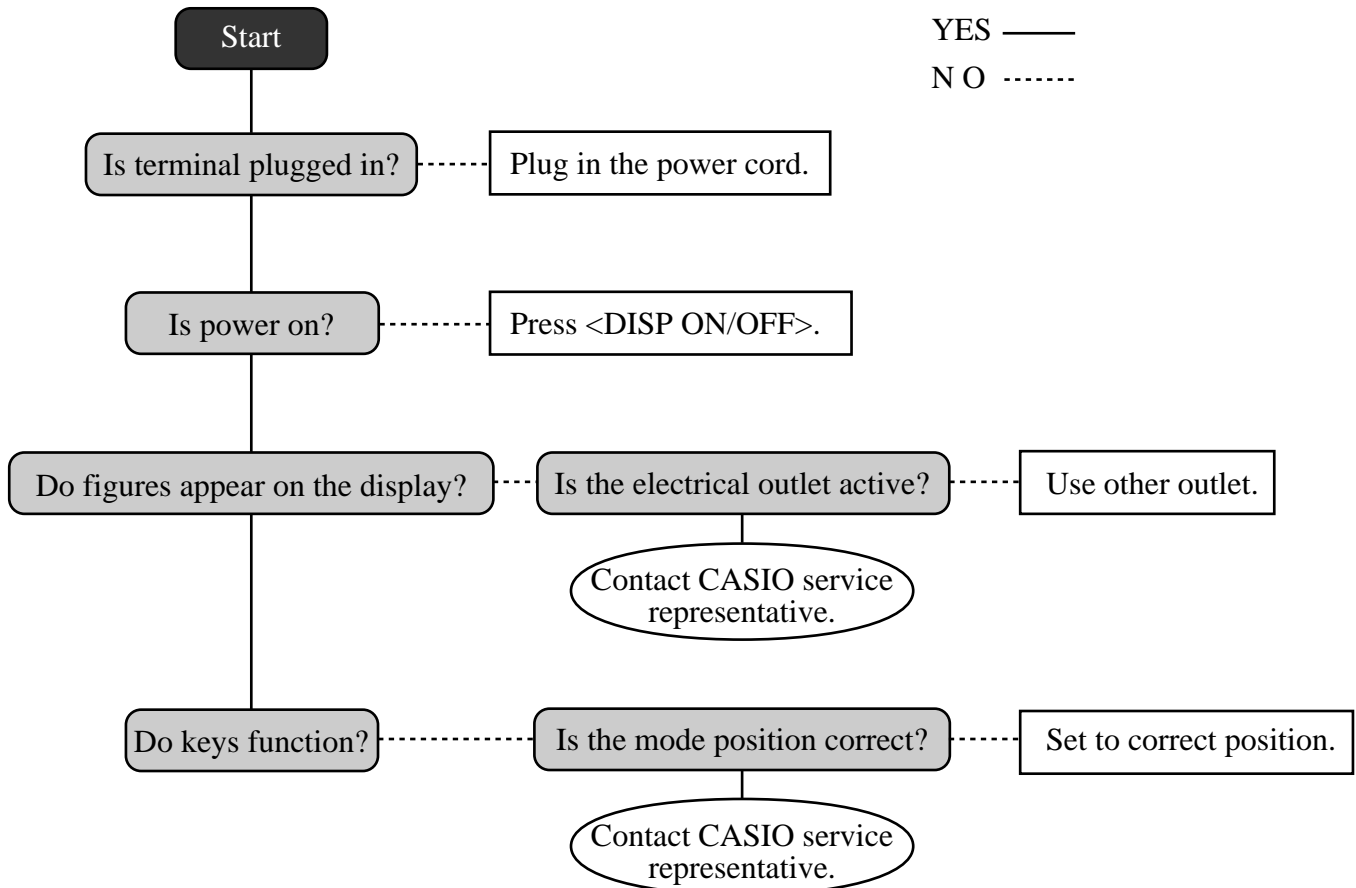 Start
YES
N O
Is terminal plugged in?
Plug in the power cord.
Is power on?
Press <DISP ON/OFF>.
Do figures appear on the display?
Is the electrical outlet active?
Use other outlet.
Contact CASIO service
representative.
Do keys function?
Is the mode position correct?
Set to correct position.
Contact CASIO service
representative.